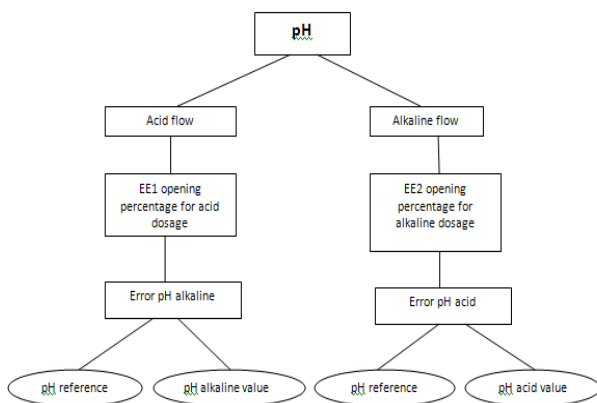 pH
Acid flow
Alkaline flow
EE1 opening
percentage for acid
dosage
EE2 opening
percentage for
alkaline dosage
Error pH alkaline
Error pH acid
pH reference
pH alkaline value
pH reference
pH acid value